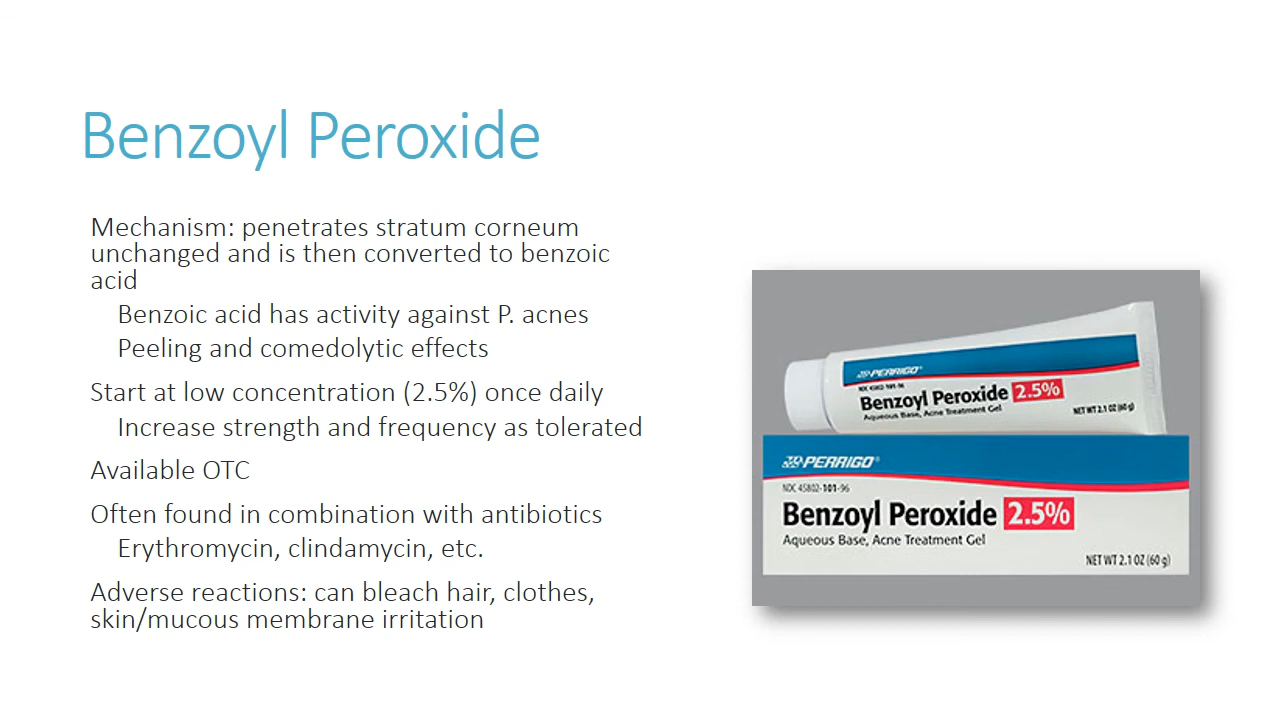 Benzoyl Peroxide
Mechanism: penetrates stratum corneum
unchanged and is then converted to benzoic
acid
Benzoic acid has activity against P. acnes
Peeling and comedolytic effects
Start at low concentration (2.5%) once daily
Increase strength and frequency as tolerated
Available OTC
Often found in combination with antibiotics
Erythromycin, clindamycin, etc.
Adverse reactions: can bleach hair, clothes,
skin/mucous membrane irritation
PERRIGO®
NDC 45802-101-96
Benzoyl Peroxide 2.5%
Aqueous Base, Acne Treatment Gel
NET WT 2.1 OZ (60 g)
PERRIGO®
NDC 45802-101-96
Benzoyl Peroxide 2.5%
Aqueous Base, Acne Treatment Gel
NET WT 2.1 OZ (60 g)